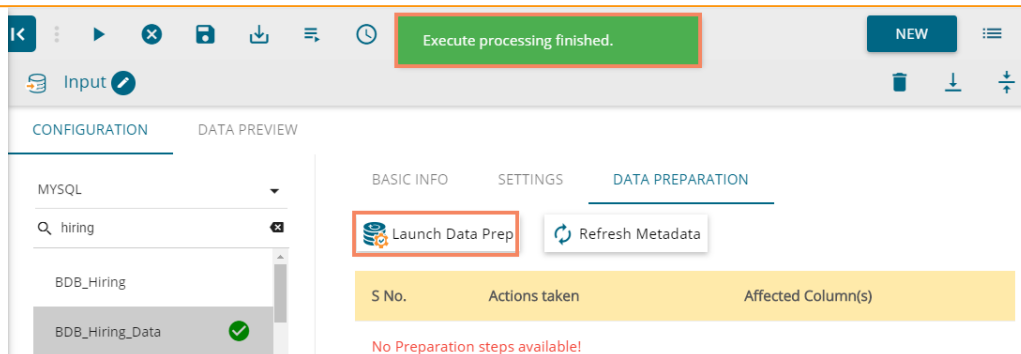 Execute processing finished.
NEW
Input
CONFIGURATION
DATA PREVIEW
MYSQL
hiring
BDB_Hiring
BDB_Hiring_Data
BASIC INFO
SETTINGS
DATA PREPARATION
Launch Data Prep
Refresh Metadata
S No.
Actions taken
Affected Column(s)
No Preparation steps available!